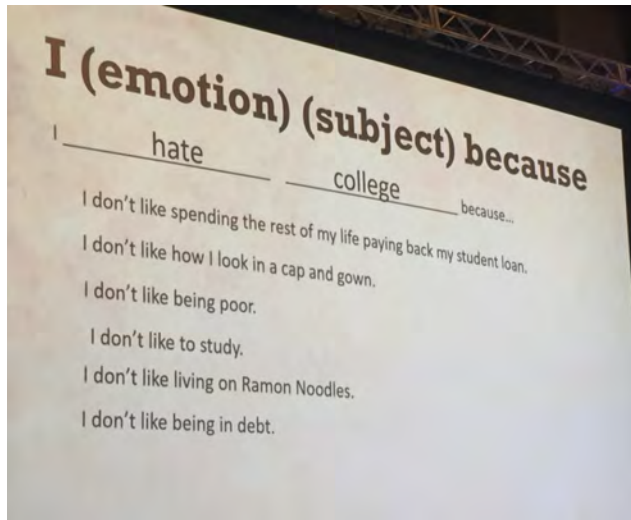 I (emotion) (subject) because
I hate college because...
I don't like spending the rest of my life paying back my student loan.
I don't like how I look in a cap and gown.
I don't like being poor.
I don't like to study.
I don't like living on Ramon Noodles.
I don't like being in debt.